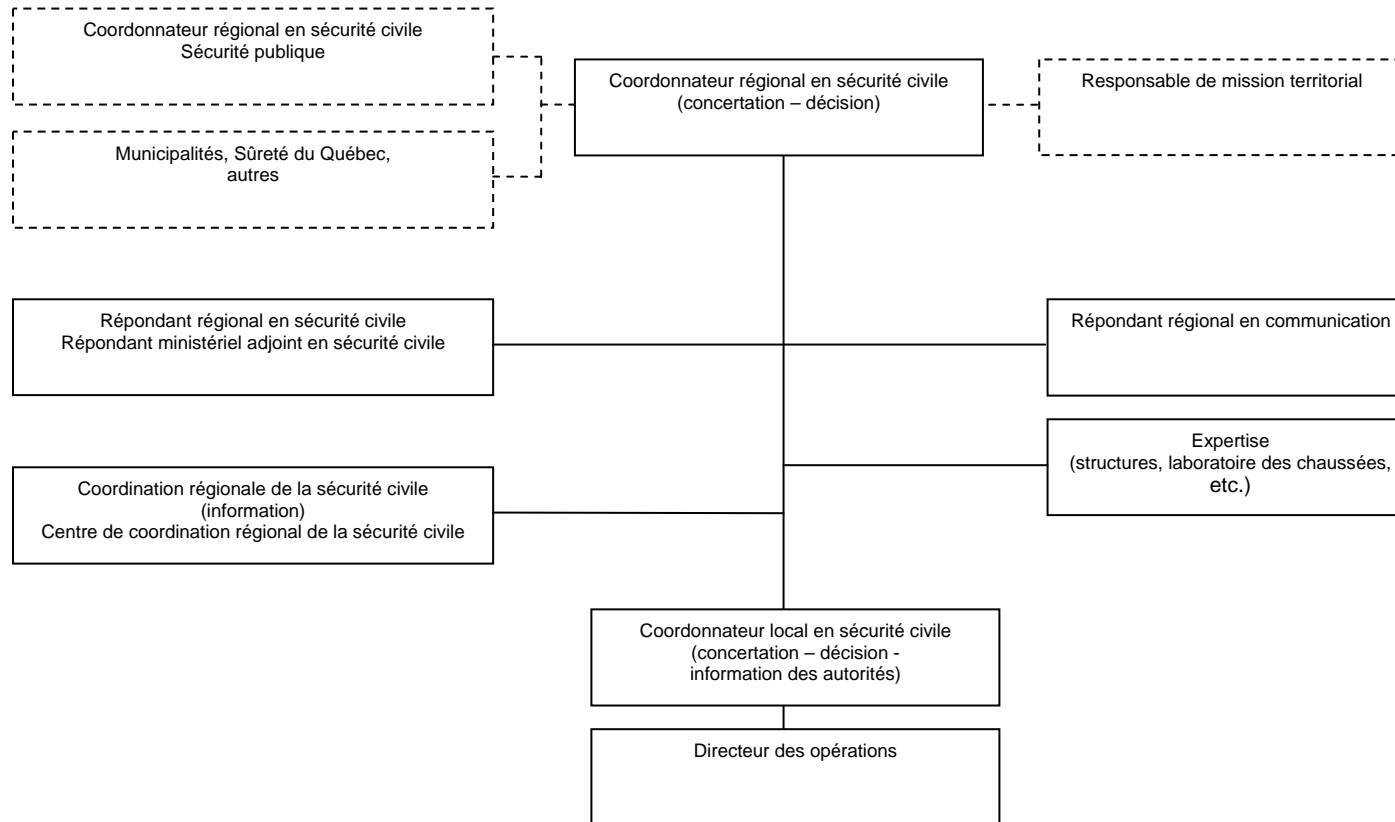 Coordonnateur régional en sécurité civile
Sécurité publique
Coordonnateur régional en sécurité civile
(concertation – décision)
Responsable de mission territorial
Municipalités, Sûreté du Québec,
autres
Répondant régional en sécurité civile
Répondant ministériel adjoint en sécurité civile
Répondant régional en communication
Expertise
(structures, laboratoire des chaussées,
etc.)
Coordination régionale de la sécurité civile
(information)
Centre de coordination régional de la sécurité civile
Coordonnateur local en sécurité civile
(concertation – décision -
information des autorités)
Directeur des opérations